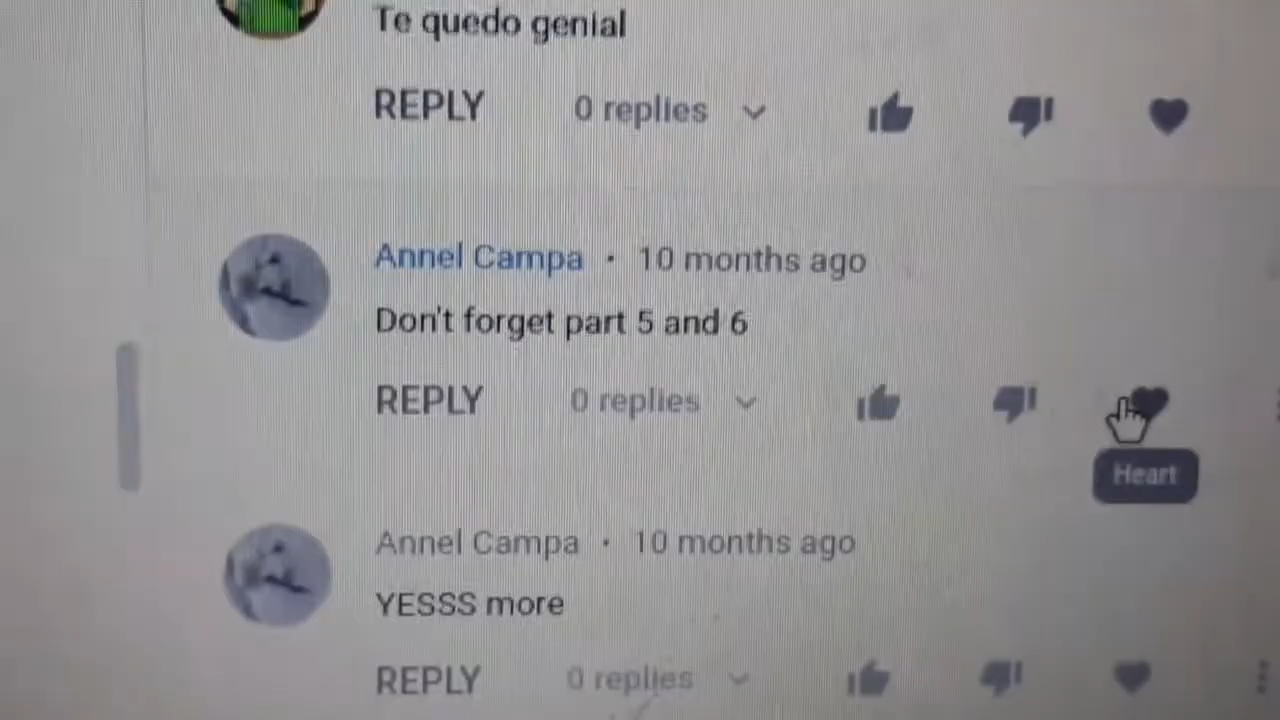 Te quedo genial
REPLY 0 replies
Annel Campa · 10 months ago
Don't forget part 5 and 6
REPLY 0 replies
Heart
Annel Campa · 10 months ago
YESSS more
REPLY 0 replies